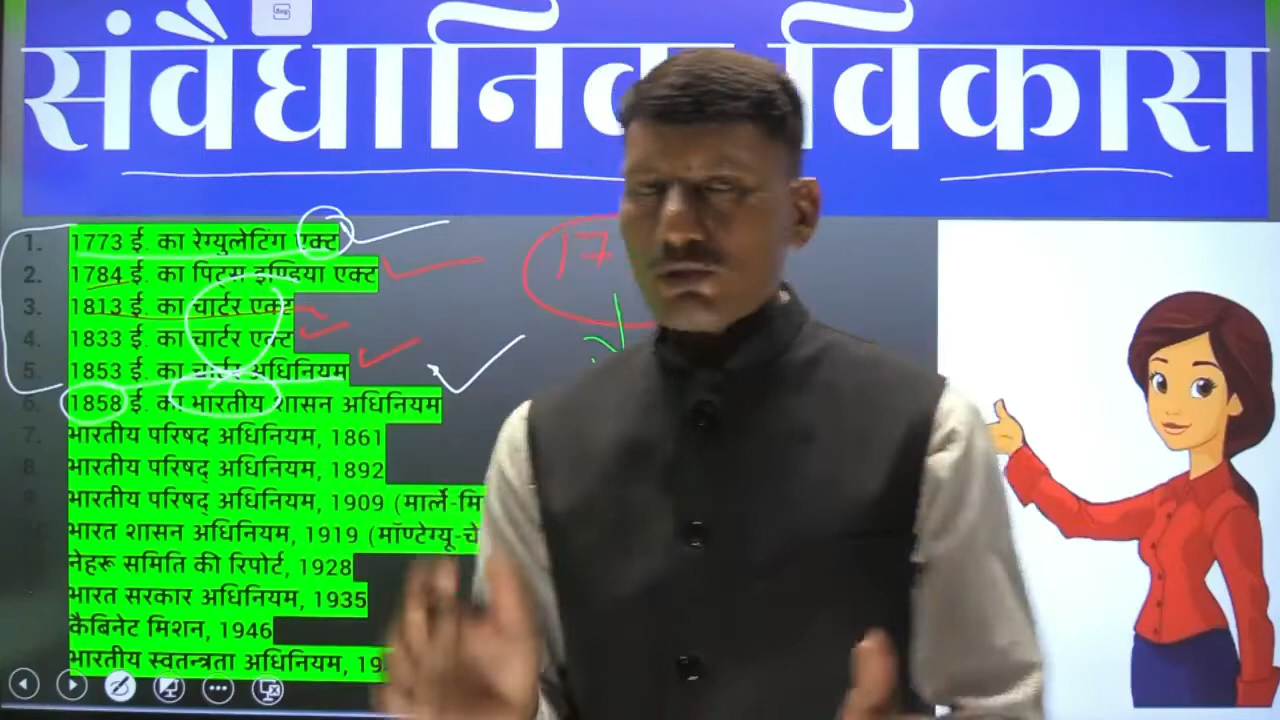 संवैधानिक विकास
1. 1773 ई. का रेग्युलेटिंग एक्ट
2. 1784 ई. का पिट्स इण्डिया एक्ट
3. 1813 ई. का चार्टर एक्ट
4. 1833 ई. का चार्टर एक्ट
5. 1853 ई. का चार्टर अधिनियम
6. 1858 ई. का भारतीय शासन अधिनियम
7. भारतीय परिषद अधिनियम, 1861
8. भारतीय परिषद् अधिनियम, 1892
9. भारतीय परिषद् अधिनियम, 1909 (मार्ले-मि
10. भारत शासन अधिनियम, 1919 (मॉण्टेग्यू-चे
नेहरू समिति की रिपोर्ट, 1928
भारत सरकार अधिनियम, 1935
कैबिनेट मिशन, 1946
भारतीय स्वतन्त्रता अधिनियम, 19
17